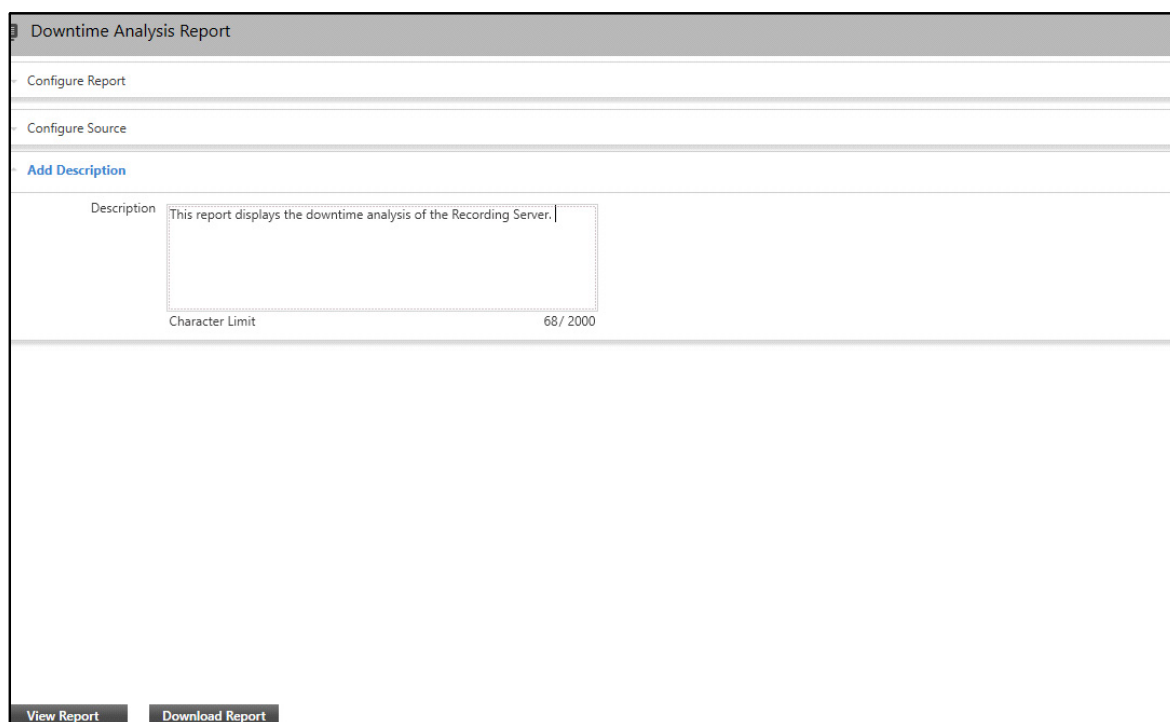 Downtime Analysis Report
Configure Report
Configure Source
Add Description
Description
This report displays the downtime analysis of the Recording Server.
Character Limit 68/ 2000
View Report Download Report